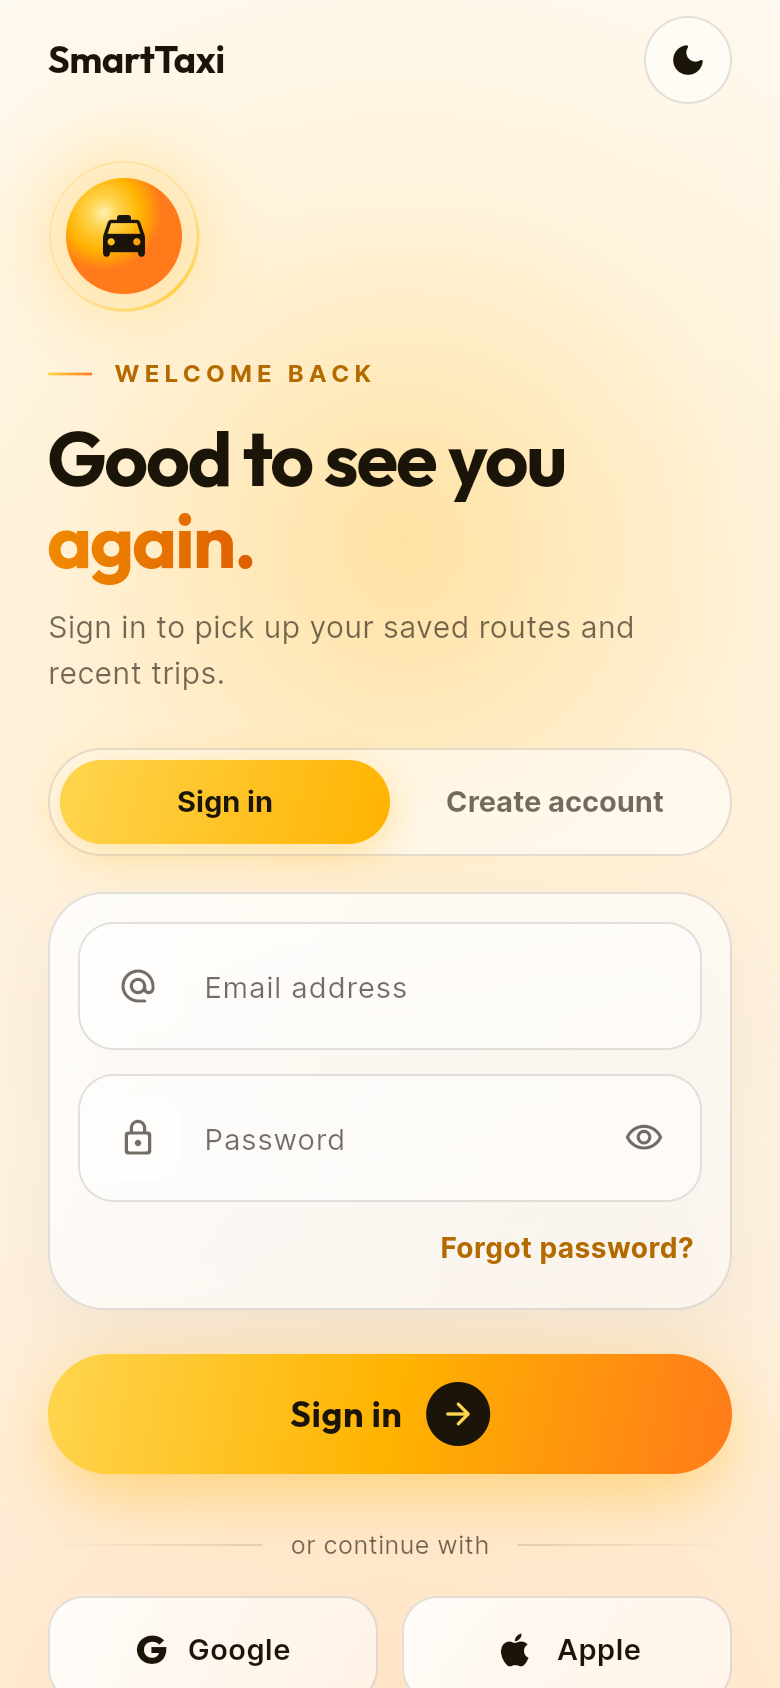 SmartTaxi
WELCOME BACK
Good to see you
again.
Sign in to pick up your saved routes and
recent trips.
Sign in
Create account
Email address
Password
Forgot password?
Sign in
or continue with
Google
Apple